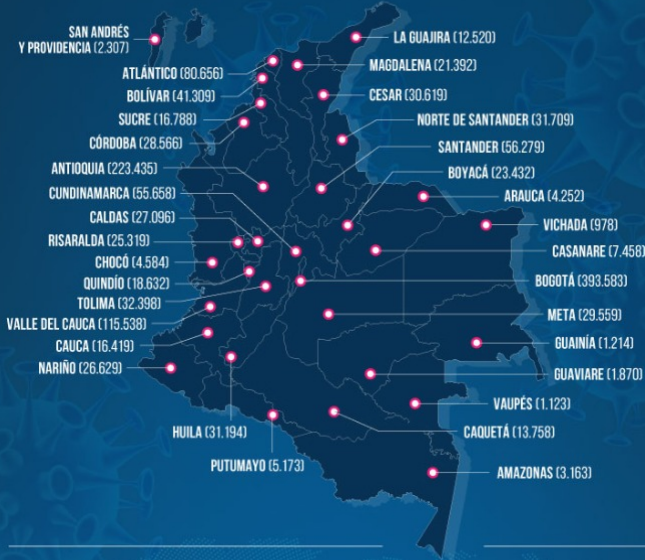 SAN ANDRÉS
Y PROVIDENCIA (2.307)
ATLÁNTICO (80.656)
BOLÍVAR (41.309)
SUCRE (16.788)
CÓRDOBA (28.566)
ANTIOQUIA (223.435)
CUNDINAMARCA (55.658)
CALDAS (27.096)
RISARALDA (25.319)
CHOCÓ (4.584)
QUINDÍO (18.632)
TOLIMA (32.398)
VALLE DEL CAUCA (115.538)
CAUCA (16.419)
NARIÑO (26.629)
HUILA (31.194)
PUTUMAYO (5.173)
LA GUAJIRA (12.520)
MAGDALENA (21.392)
CESAR (30.619)
NORTE DE SANTANDER (31.709)
SANTANDER (56.279)
BOYACÁ (23.432)
ARAUCA (4.252)
VICHADA (978)
CASANARE (7.458)
BOGOTÁ (393.583)
META (29.559)
GUAINÍA (1.214)
GUAVIARE (1.870)
VAUPÉS (1.123)
CAQUETÁ (13.758)
AMAZONAS (3.163)